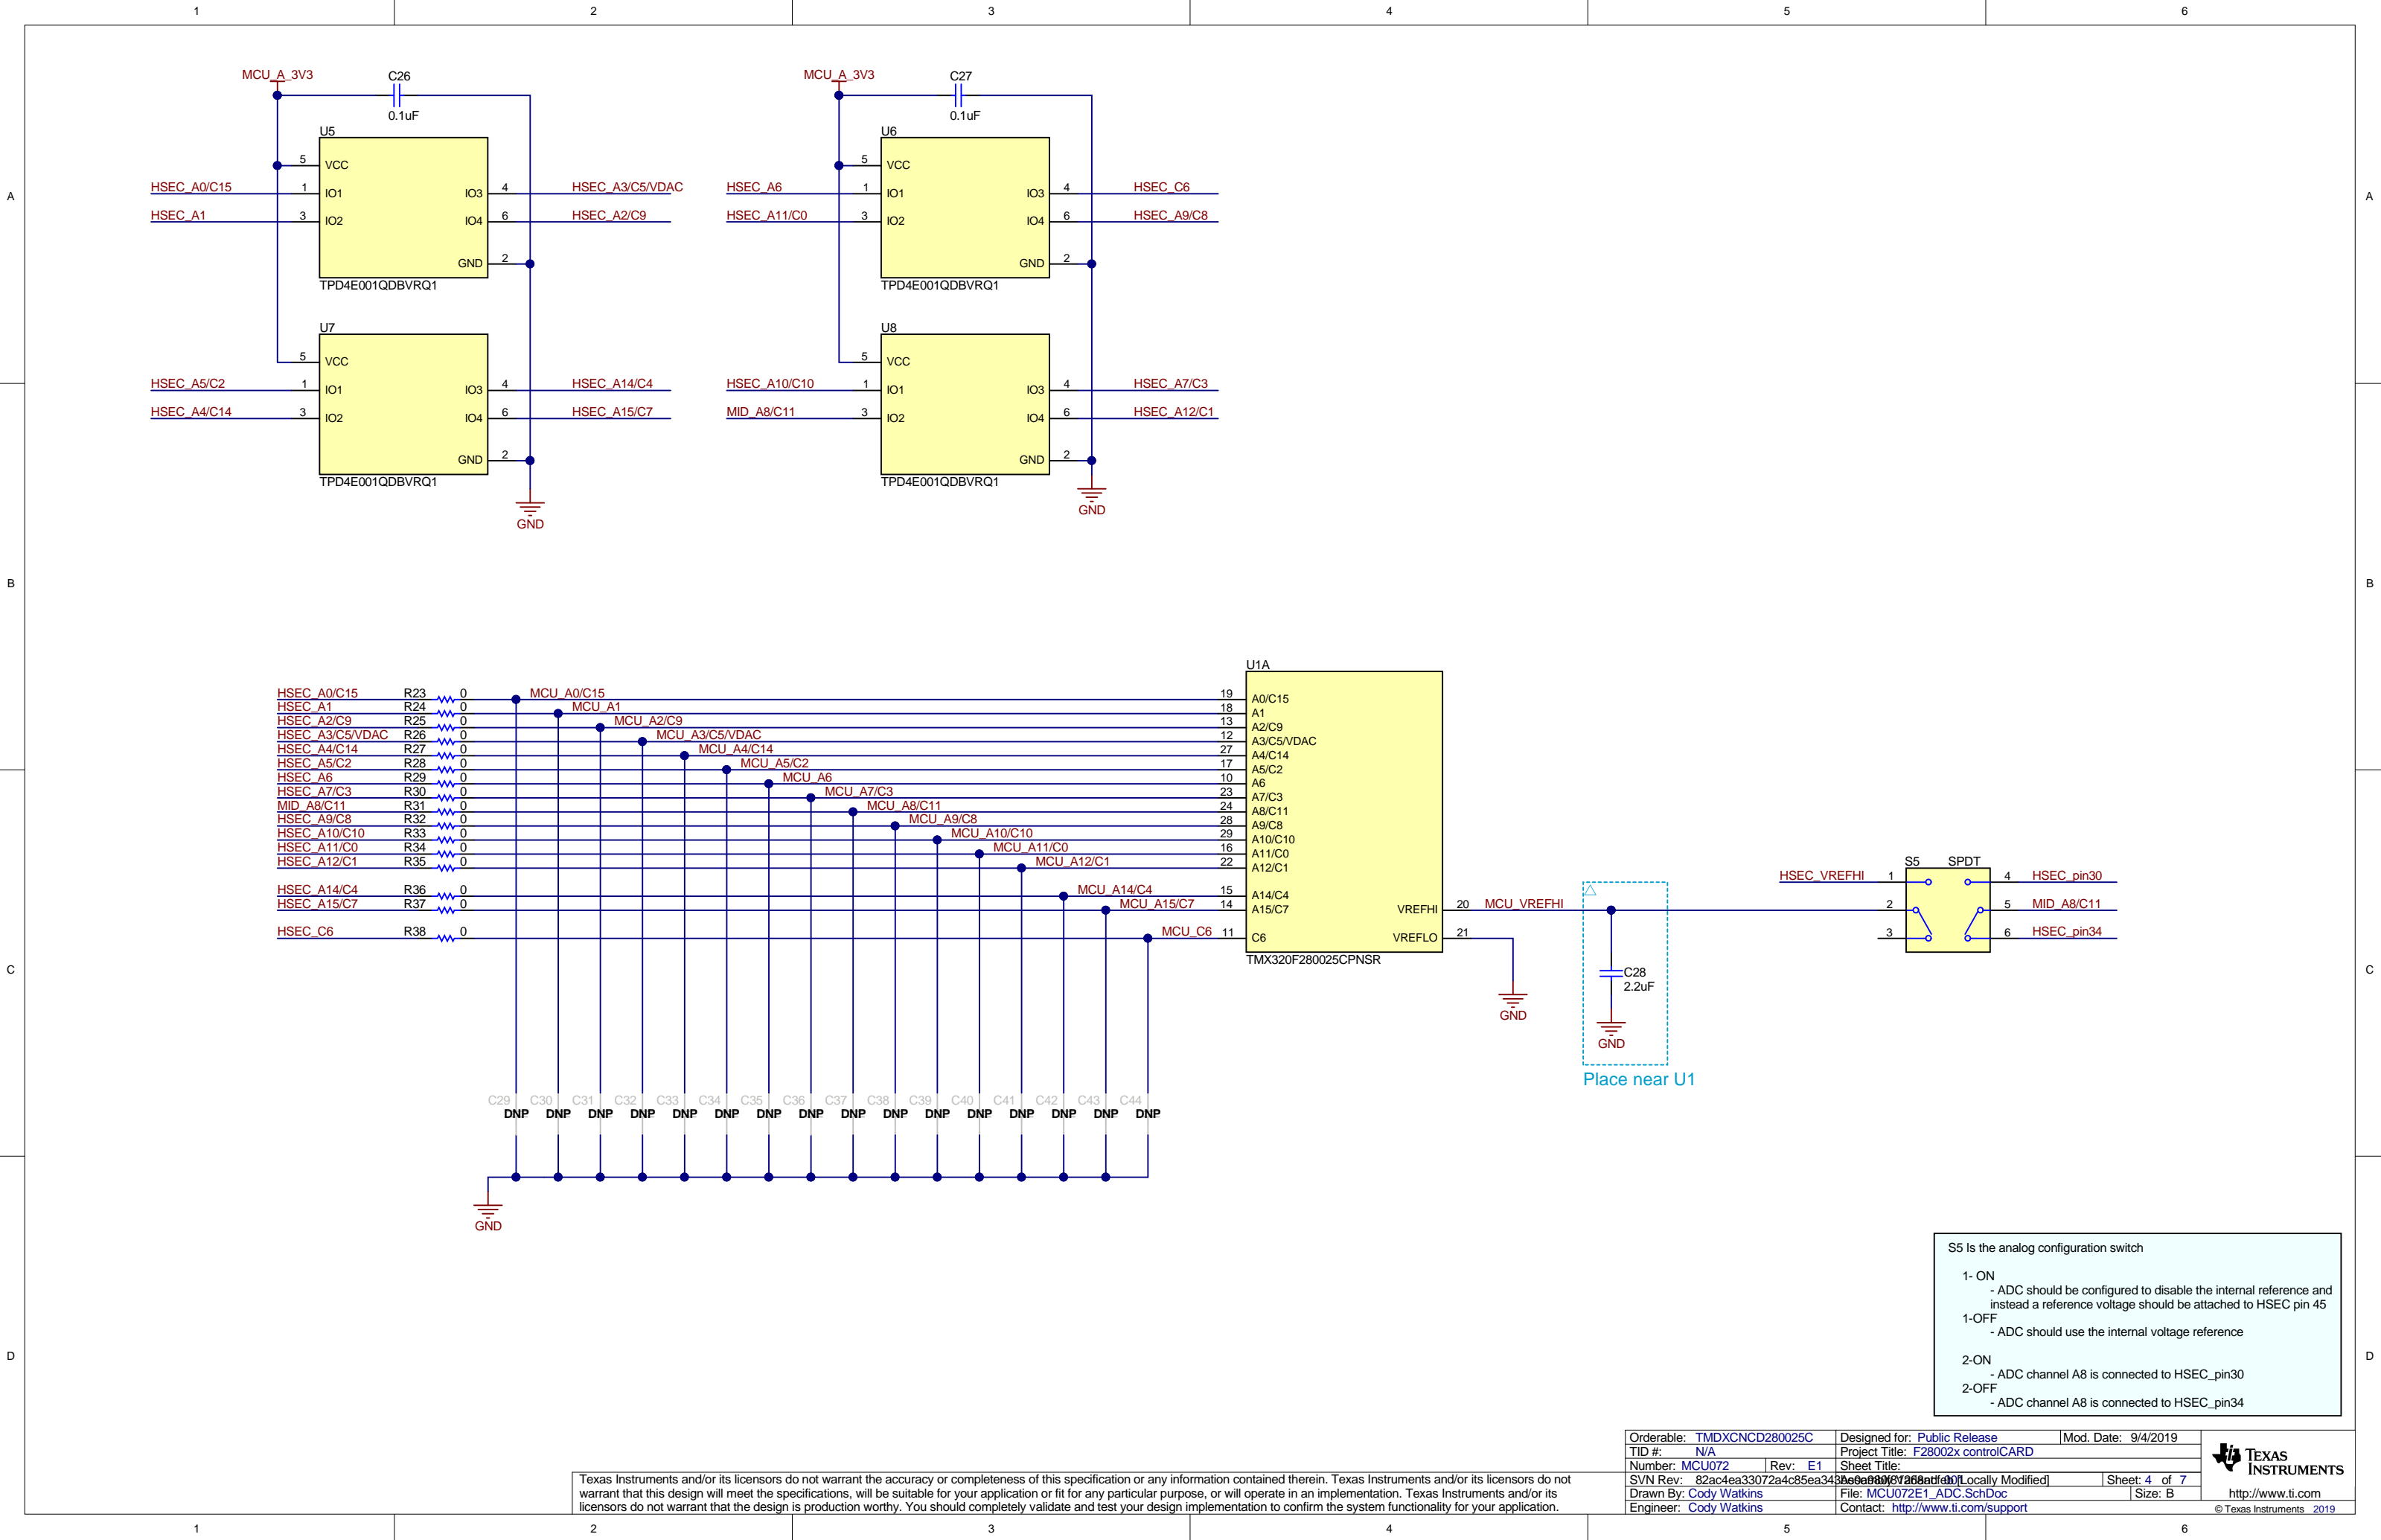 1 2 3 4 5 6
A
B
C
D
MCU_A_3V3
C26
0.1uF
U5
5 VCC
HSEC_A0/C15 1 IO1 IO3 4 HSEC_A3/C5/VDAC
HSEC_A1 3 IO2 IO4 6 HSEC_A2/C9
GND 2
TPD4E001QDBVRQ1
U7
5 VCC
HSEC_A5/C2 1 IO1 IO3 4 HSEC_A14/C4
HSEC_A4/C14 3 IO2 IO4 6 HSEC_A15/C7
GND 2
TPD4E001QDBVRQ1
GND
MCU_A_3V3
C27
0.1uF
U6
5 VCC
HSEC_A6 1 IO1 IO3 4 HSEC_C6
HSEC_A11/C0 3 IO2 IO4 6 HSEC_A9/C8
GND 2
TPD4E001QDBVRQ1
U8
5 VCC
HSEC_A10/C10 1 IO1 IO3 4 HSEC_A7/C3
MID_A8/C11 3 IO2 IO4 6 HSEC_A12/C1
GND 2
TPD4E001QDBVRQ1
GND
U1A
HSEC_A0/C15 R23 0 MCU_A0/C15 19 A0/C15
HSEC_A1 R24 0 MCU_A1 18 A1
HSEC_A2/C9 R25 0 MCU_A2/C9 13 A2/C9
HSEC_A3/C5/VDAC R26 0 MCU_A3/C5/VDAC 12 A3/C5/VDAC
HSEC_A4/C14 R27 0 MCU_A4/C14 27 A4/C14
HSEC_A5/C2 R28 0 MCU_A5/C2 17 A5/C2
HSEC_A6 R29 0 MCU_A6 10 A6
HSEC_A7/C3 R30 0 MCU_A7/C3 23 A7/C3
MID_A8/C11 R31 0 MCU_A8/C11 24 A8/C11
HSEC_A9/C8 R32 0 MCU_A9/C8 28 A9/C8
HSEC_A10/C10 R33 0 MCU_A10/C10 29 A10/C10
HSEC_A11/C0 R34 0 MCU_A11/C0 16 A11/C0
HSEC_A12/C1 R35 0 MCU_A12/C1 22 A12/C1
HSEC_A14/C4 R36 0 MCU_A14/C4 15 A14/C4
HSEC_A15/C7 R37 0 MCU_A15/C7 14 A15/C7 VREFHI 20 MCU_VREFHI
HSEC_C6 R38 0 MCU_C6 11 C6 VREFLO 21
TMX320F280025CPNSR
GND
C28
2.2uF
GND
Place near U1
S5 SPDT
HSEC_VREFHI 1 4 HSEC_pin30
2 5 MID_A8/C11
3 6 HSEC_pin34
C29 C30 C31 C32 C33 C34 C35 C36 C37 C38 C39 C40 C41 C42 C43 C44
DNP DNP DNP DNP DNP DNP DNP DNP DNP DNP DNP DNP DNP DNP DNP DNP
GND
S5 Is the analog configuration switch
1- ON
- ADC should be configured to disable the internal reference and
instead a reference voltage should be attached to HSEC pin 45
1-OFF
- ADC should use the internal voltage reference
2-ON
- ADC channel A8 is connected to HSEC_pin30
2-OFF
- ADC channel A8 is connected to HSEC_pin34
Texas Instruments and/or its licensors do not warrant the accuracy or completeness of this specification or any information contained therein. Texas Instruments and/or its licensors do not
warrant that this design will meet the specifications, will be suitable for your application or fit for any particular purpose, or will operate in an implementation. Texas Instruments and/or its
licensors do not warrant that the design is production worthy. You should completely validate and test your design implementation to confirm the system functionality for your application.
Orderable: TMDXCNCD280025C Designed for: Public Release Mod. Date: 9/4/2019
TID #: N/A Project Title: F28002x controlCARD
Number: MCU072 Rev: E1 Sheet Title:
SVN Rev: [Locally Modified] Sheet: 4 of 7
Drawn By: Cody Watkins File: MCU072E1_ADC.SchDoc Size: B
Engineer: Cody Watkins Contact: http://www.ti.com/support
TEXAS
INSTRUMENTS
http://www.ti.com
© Texas Instruments 2019
A
B
C
D
1 2 3 4 5 6